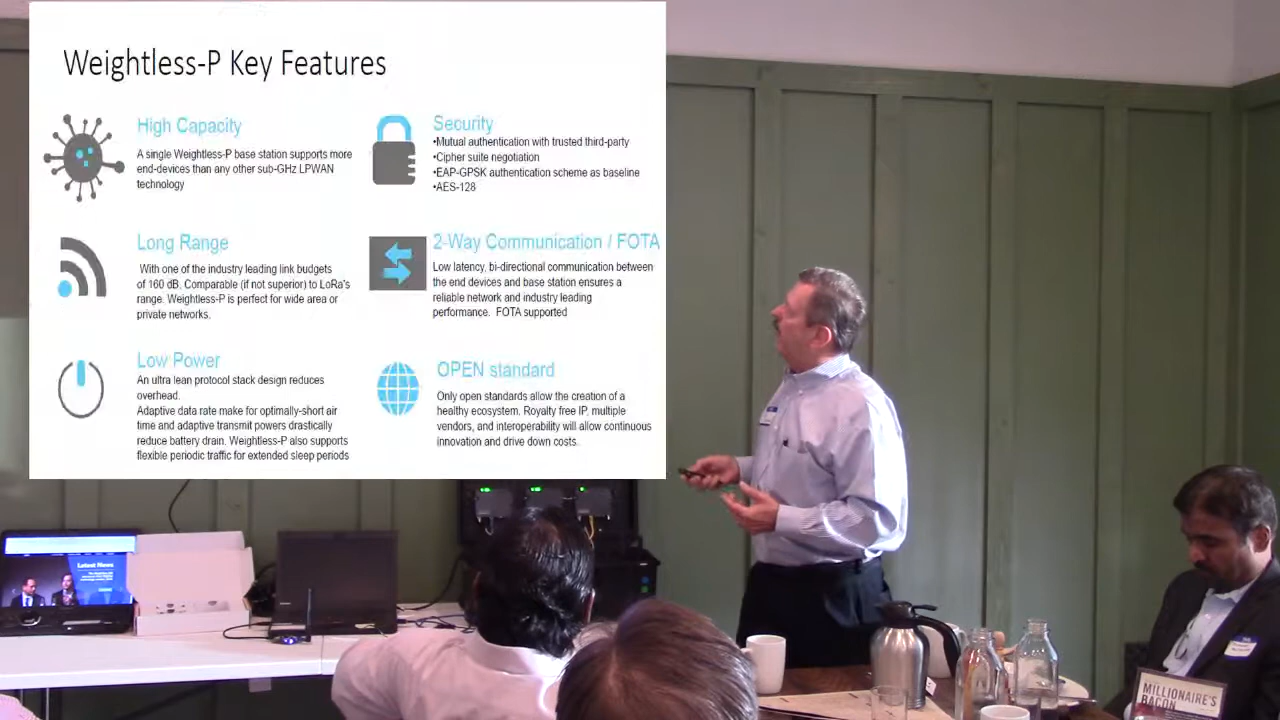 Weightless-P Key Features
High Capacity
A single Weightless-P base station supports more
end-devices than any other sub-GHz LPWAN
technology
Security
•Mutual authentication with trusted third-party
•Cipher suite negotiation
•EAP-GPSK authentication scheme as baseline
•AES-128
Long Range
With one of the industry leading link budgets
of 160 dB. Comparable (if not superior) to LoRa's
range. Weightless-P is perfect for wide area or
private networks.
2-Way Communication / FOTA
Low latency, bi-directional communication between
the end devices and base station ensures a
reliable network and industry leading
performance. FOTA supported
Low Power
An ultra lean protocol stack design reduces
overhead.
Adaptive data rate make for optimally-short air
time and adaptive transmit powers drastically
reduce battery drain. Weightless-P also supports
flexible periodic traffic for extended sleep periods
OPEN standard
Only open standards allow the creation of a
healthy ecosystem. Royalty free IP, multiple
vendors, and interoperability will allow continuous
innovation and drive down costs.
Latest News
MILLIONAIRE'S
BACON